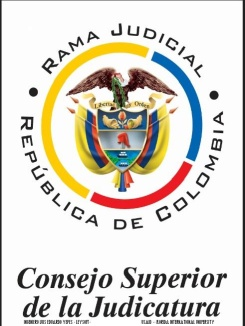 RAMA JUDICIAL
REPÚBLICA DE COLOMBIA
Libertad y Orden
Consejo Superior
de la Judicatura